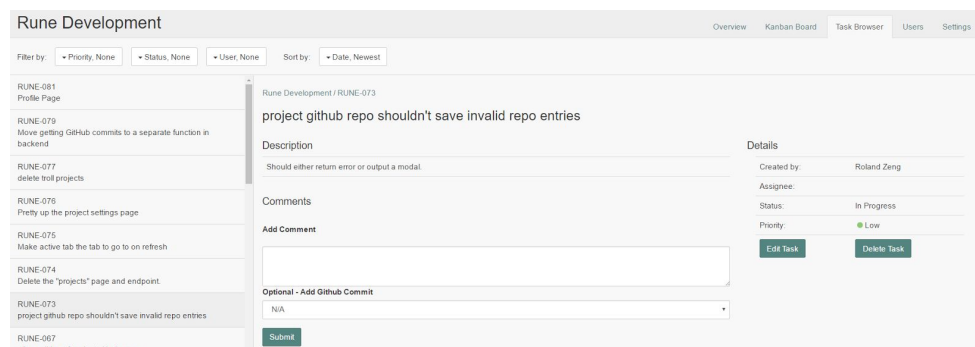 Rune Development
Overview
Kanban Board
Task Browser
Users
Settings
Filter by:
Priority, None
Status, None
User, None
Sort by:
Date, Newest
RUNE-081
Profile Page
RUNE-079
Move getting GitHub commits to a separate function in
backend
RUNE-077
delete troll projects
RUNE-076
Pretty up the project settings page
RUNE-075
Make active tab the tab to go to on refresh
RUNE-074
Delete the "projects" page and endpoint.
RUNE-073
project github repo shouldn't save invalid repo entries
RUNE-067
Rune Development / RUNE-073
project github repo shouldn't save invalid repo entries
Description
Should either return error or output a modal.
Comments
Add Comment
Optional - Add Github Commit
N/A
Submit
Details
Created by: Roland Zeng
Assignee:
Status: In Progress
Priority: Low
Edit Task
Delete Task